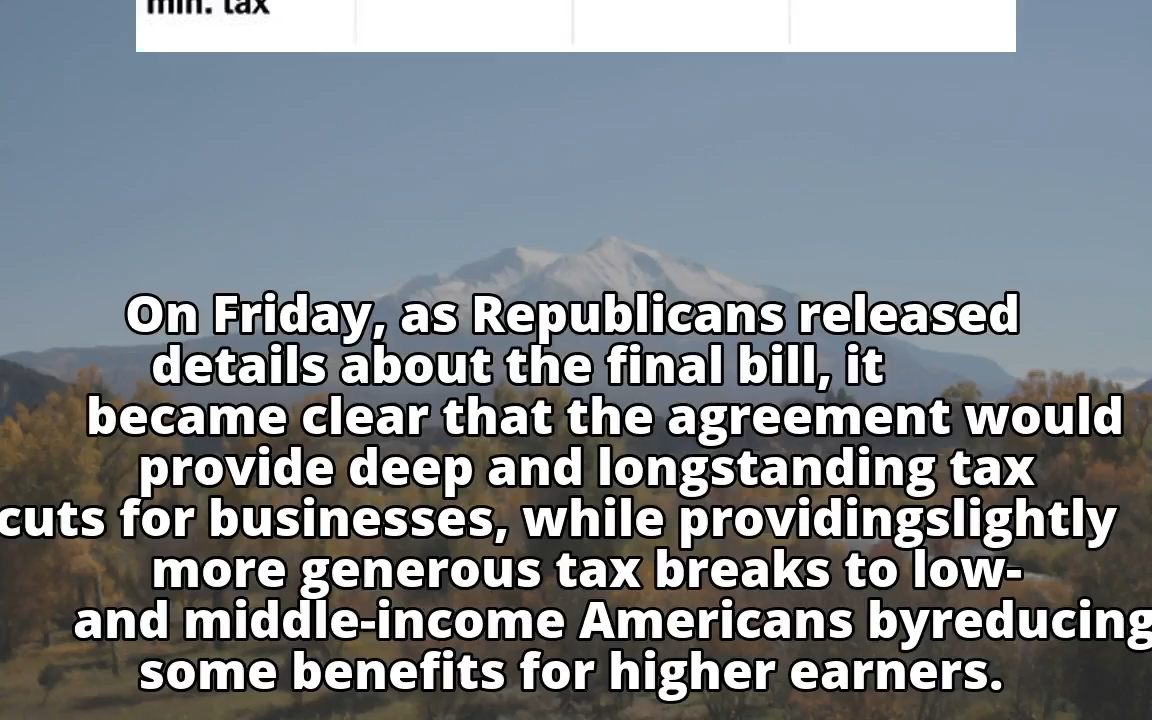 min. tax
On Friday, as Republicans released
details about the final bill, it
became clear that the agreement would
provide deep and longstanding tax
cuts for businesses, while providingslightly
more generous tax breaks to low-
and middle-income Americans byreducing
some benefits for higher earners.